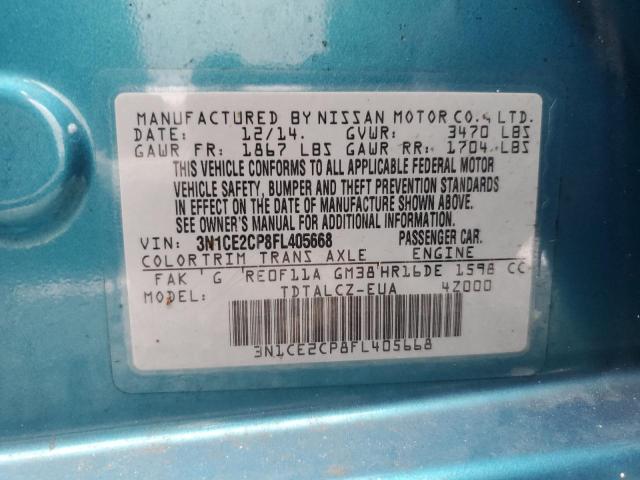 MANUFACTURED BY NISSAN MOTOR CO., LTD.
DATE: 12/14. GVWR: 3470 LBS
GAWR FR: 1867 LBS GAWR RR: 1704 LBS
THIS VEHICLE CONFORMS TO ALL APPLICABLE FEDERAL MOTOR
VEHICLE SAFETY, BUMPER AND THEFT PREVENTION STANDARDS
IN EFFECT ON THE DATE OF MANUFACTURE SHOWN ABOVE.
SEE OWNER'S MANUAL FOR ADDITIONAL INFORMATION.
VIN: 3N1CE2CP8FL405668 PASSENGER CAR.
COLOR TRIM TRANS AXLE ENGINE
FAK G RE0F11A GM38 HR16DE 1598 CC
MODEL: TDTALCZ-EUA 4Z000
3N1CE2CP8FL405668